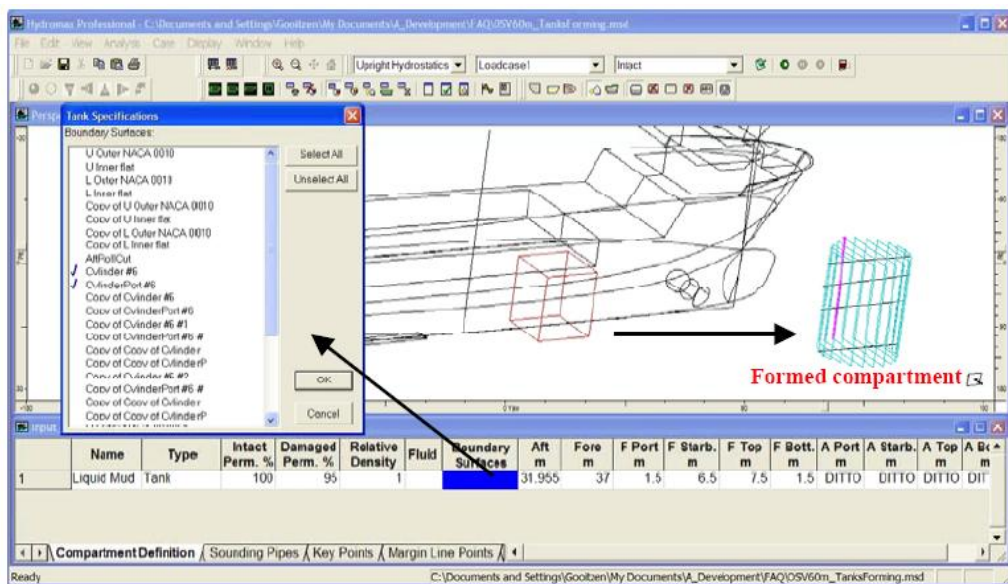 Hydromax Professional - C:\Documents and Settings\Gooitzen\My Documents\A_Development\FAQ\OSV60m_TanksForming.msd
File Edit View Analysis Case Display Window Help
Upright Hydrostatics Loadcase1 Intact
Tank Specifications
Boundary Surfaces:
U Outer NACA 0010
U Inner flat
L Outer NACA 0010
L Inner flat
Copy of U Outer NACA 0010
Copy of U Inner flat
Copy of L Outer NACA 0010
Copy of L Inner flat
AftPollCut
Cylinder #6
CylinderPort #6
Copy of Cylinder #6
Copy of CylinderPort #6
Copy of Cylinder #6 #1
Copy of CylinderPort #6 #
Copy of Copy of Cylinder
Copy of Copy of CylinderP
Copy of Cylinder #6 #2
Copy of CylinderPort #6 #
Copy of Copy of Cylinder
Copy of Copy of CylinderP
Select All
Unselect All
OK
Cancel
Formed compartment
Name Type Intact Perm. % Damaged Perm. % Relative Density Fluid Boundary Surfaces Aft m Fore m F Port m F Starb. m F Top m F Bott. m A Port m A Starb. m A Top m A Bo
1 Liquid Mud Tank 100 95 1 31.955 37 1.5 6.5 7.5 1.5 DITTO DITTO DITTO DIT
Compartment Definition Sounding Pipes Key Points Margin Line Points
Ready C:\Documents and Settings\Gooitzen\My Documents\A_Development\FAQ\OSV60m_TanksForming.msd